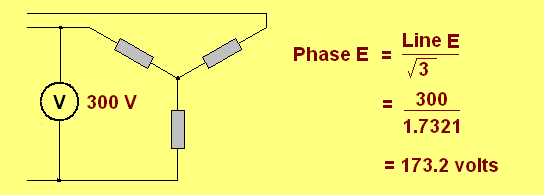 V 300 V
Phase E = Line E
√3
= 300
1.7321
= 173.2 volts